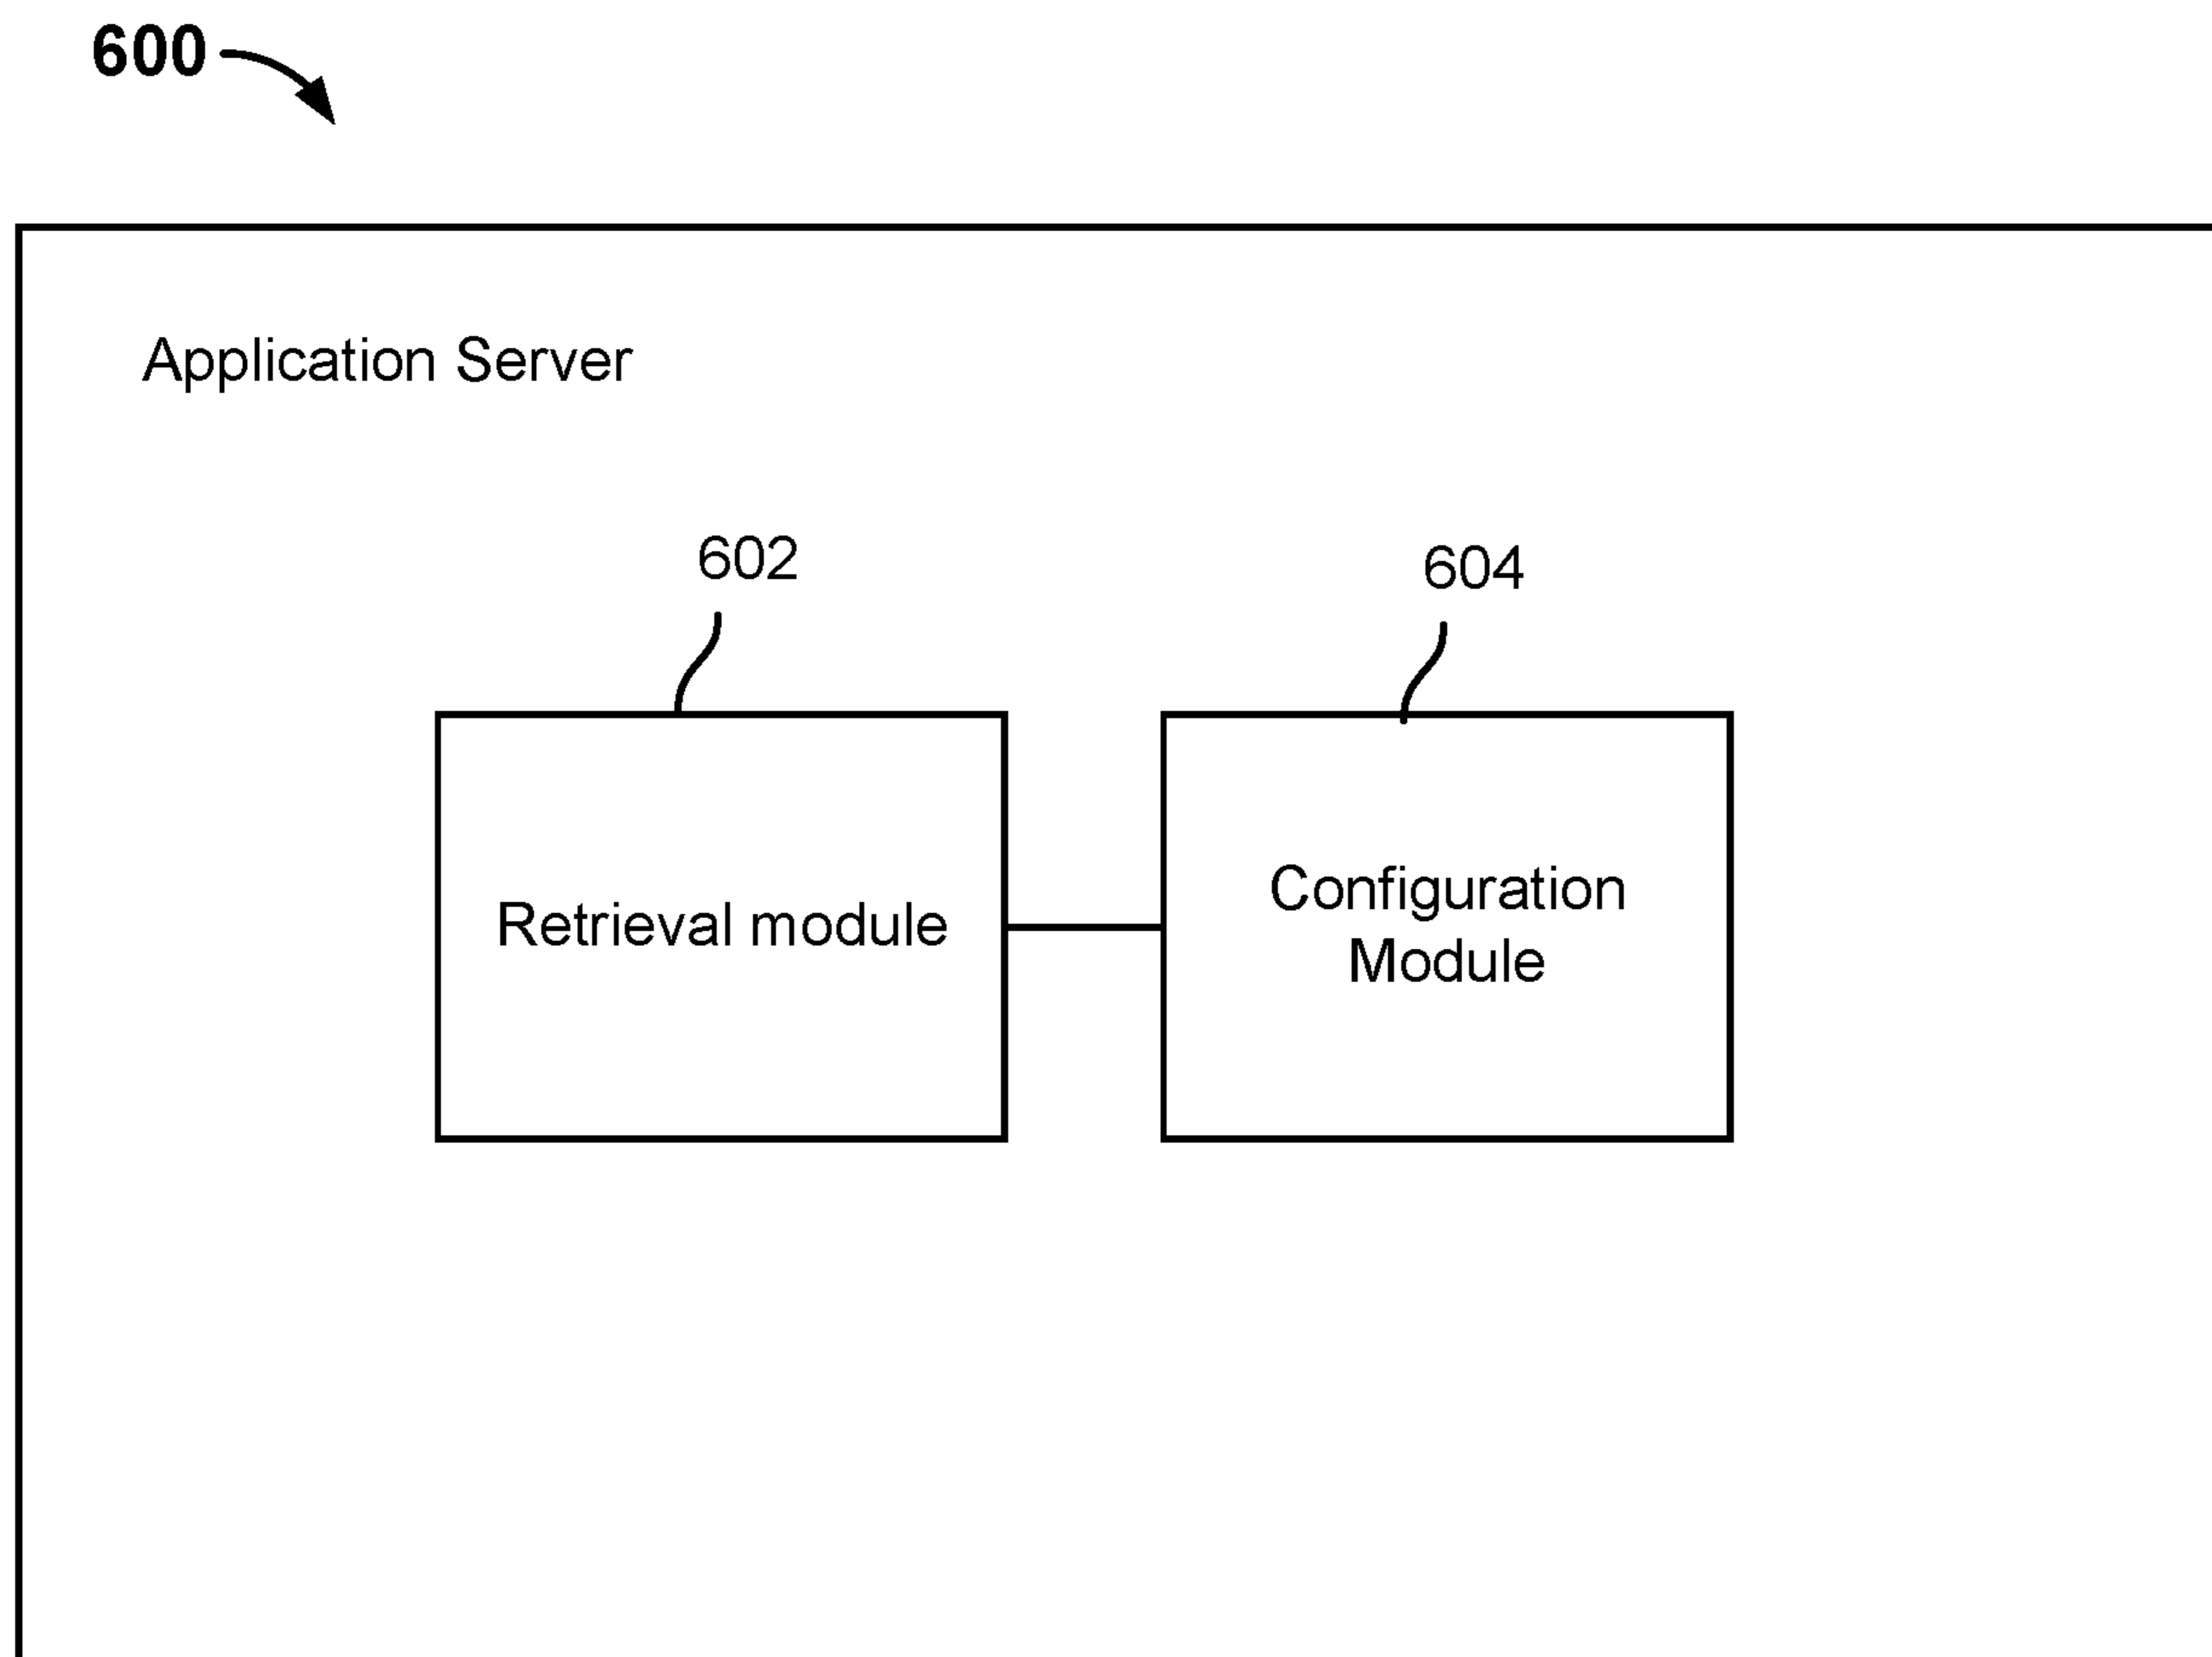 600
Application Server
602
604
Retrieval module
Configuration
Module